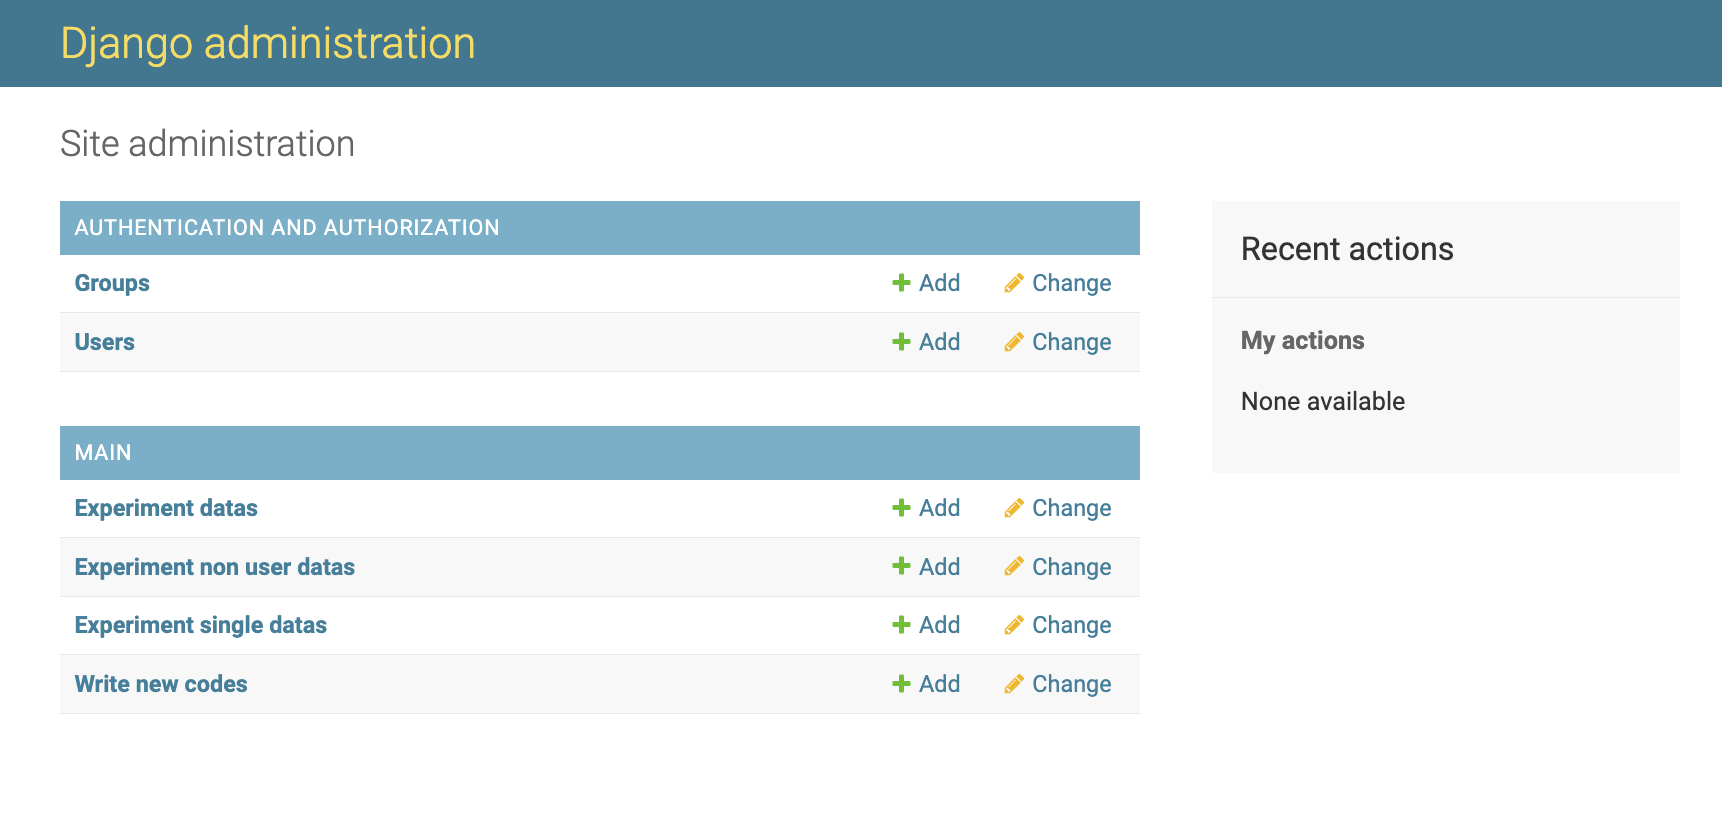 Django administration
Site administration
AUTHENTICATION AND AUTHORIZATION
Groups Add Change
Users Add Change
MAIN
Experiment datas Add Change
Experiment non user datas Add Change
Experiment single datas Add Change
Write new codes Add Change
Recent actions
My actions
None available